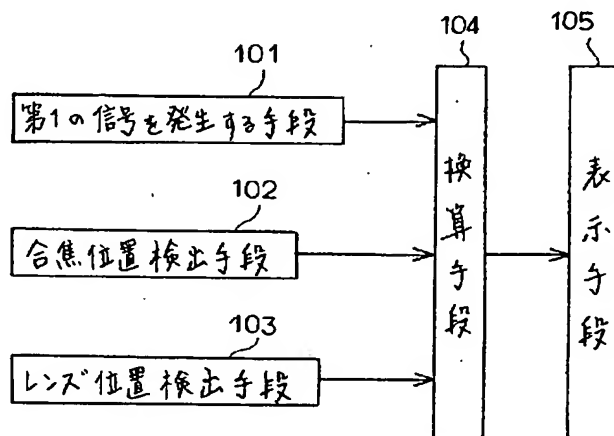 101
第1の信号を発生する手段
102
合焦位置検出手段
103
レンズ位置検出手段
104
検算手段
105
表示手段